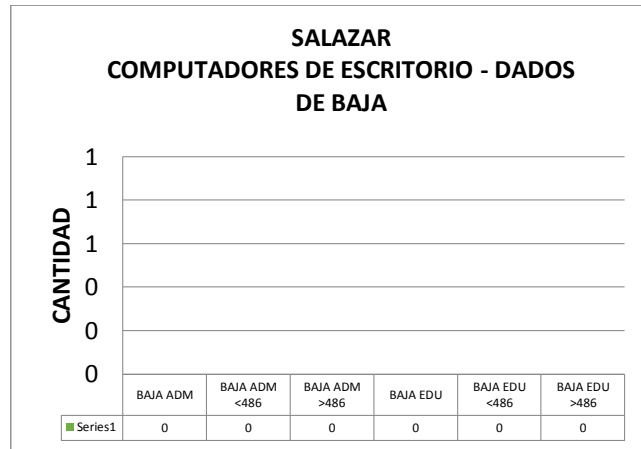 SALAZAR
COMPUTADORES DE ESCRITORIO - DADOS
DE BAJA
CANTIDAD
1
1
1
0
0
0
BAJA ADM
BAJA ADM
<486
BAJA ADM
>486
BAJA EDU
BAJA EDU
<486
BAJA EDU
>486
Series1 0 0 0 0 0 0